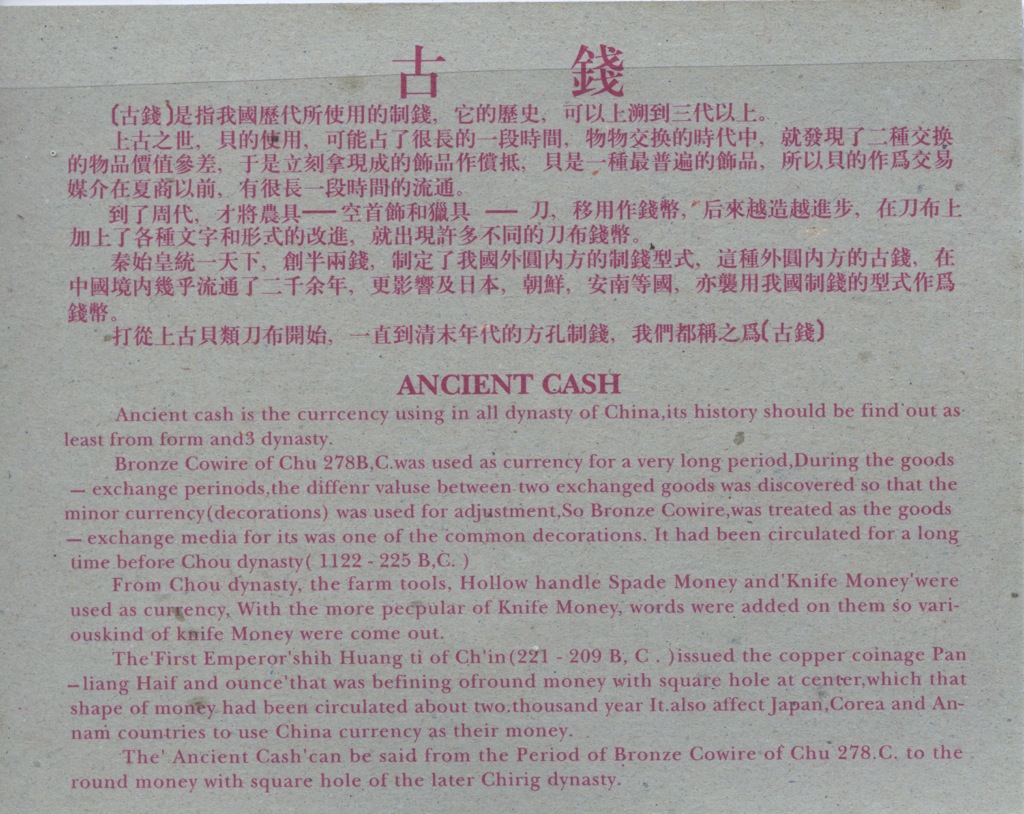 古 錢
(古錢)是指我國歷代所使用的制錢，它的歷史，可以上溯到三代以上。
上古之世，貝的使用，可能占了很長的一段時間，物物交換的時代中，就發現了二種交換
的物品價值參差，于是立刻拿現成的飾品作償抵，貝是一種最普遍的飾品，所以貝的作爲交易
媒介在夏商以前，有很長一段時間的流通。
到了周代，才將農具——空首飾和獵具 —— 刀，移用作錢幣，后來越造越進步，在刀布上
加上了各種文字和形式的改進，就出現許多不同的刀布錢幣。
秦始皇統一天下，創半兩錢，制定了我國外圓內方的制錢型式，這種外圓內方的古錢，在
中國境內幾乎流通了二千余年，更影響及日本，朝鮮，安南等國，亦襲用我國制錢的型式作爲
錢幣。
打從上古貝類刀布開始，一直到清末年代的方孔制錢，我們都稱之爲(古錢)
ANCIENT CASH
Ancient cash is the currcency using in all dynasty of China,its history should be find out as
least from form and3 dynasty.
Bronze Cowire of Chu 278B,C.was used as currency for a very long period,During the goods
— exchange perinods,the diffenr valuse between two exchanged goods was discovered so that the
minor currency(decorations) was used for adjustment,So Bronze Cowire,was treated as the goods
— exchange media for its was one of the common decorations. It had been circulated for a long
time before Chou dynasty( 1122 - 225 B,C. )
From Chou dynasty, the farm tools, Hollow handle Spade Money and'Knife Money'were
used as currency, With the more pecpular of Knife Money, words were added on them so vari-
ouskind of knife Money were come out.
The'First Emperor'shih Huang ti of Ch'in(221 - 209 B, C . )issued the copper coinage Pan
—liang Haif and ounce'that was befining ofround money with square hole at center,which that
shape of money had been circulated about two.thousand year It.also affect Japan,Corea and An-
nam countries to use China currency as their money.
The' Ancient Cash'can be said from the Period of Bronze Cowire of Chu 278.C. to the
round money with square hole of the later Chirig dynasty.